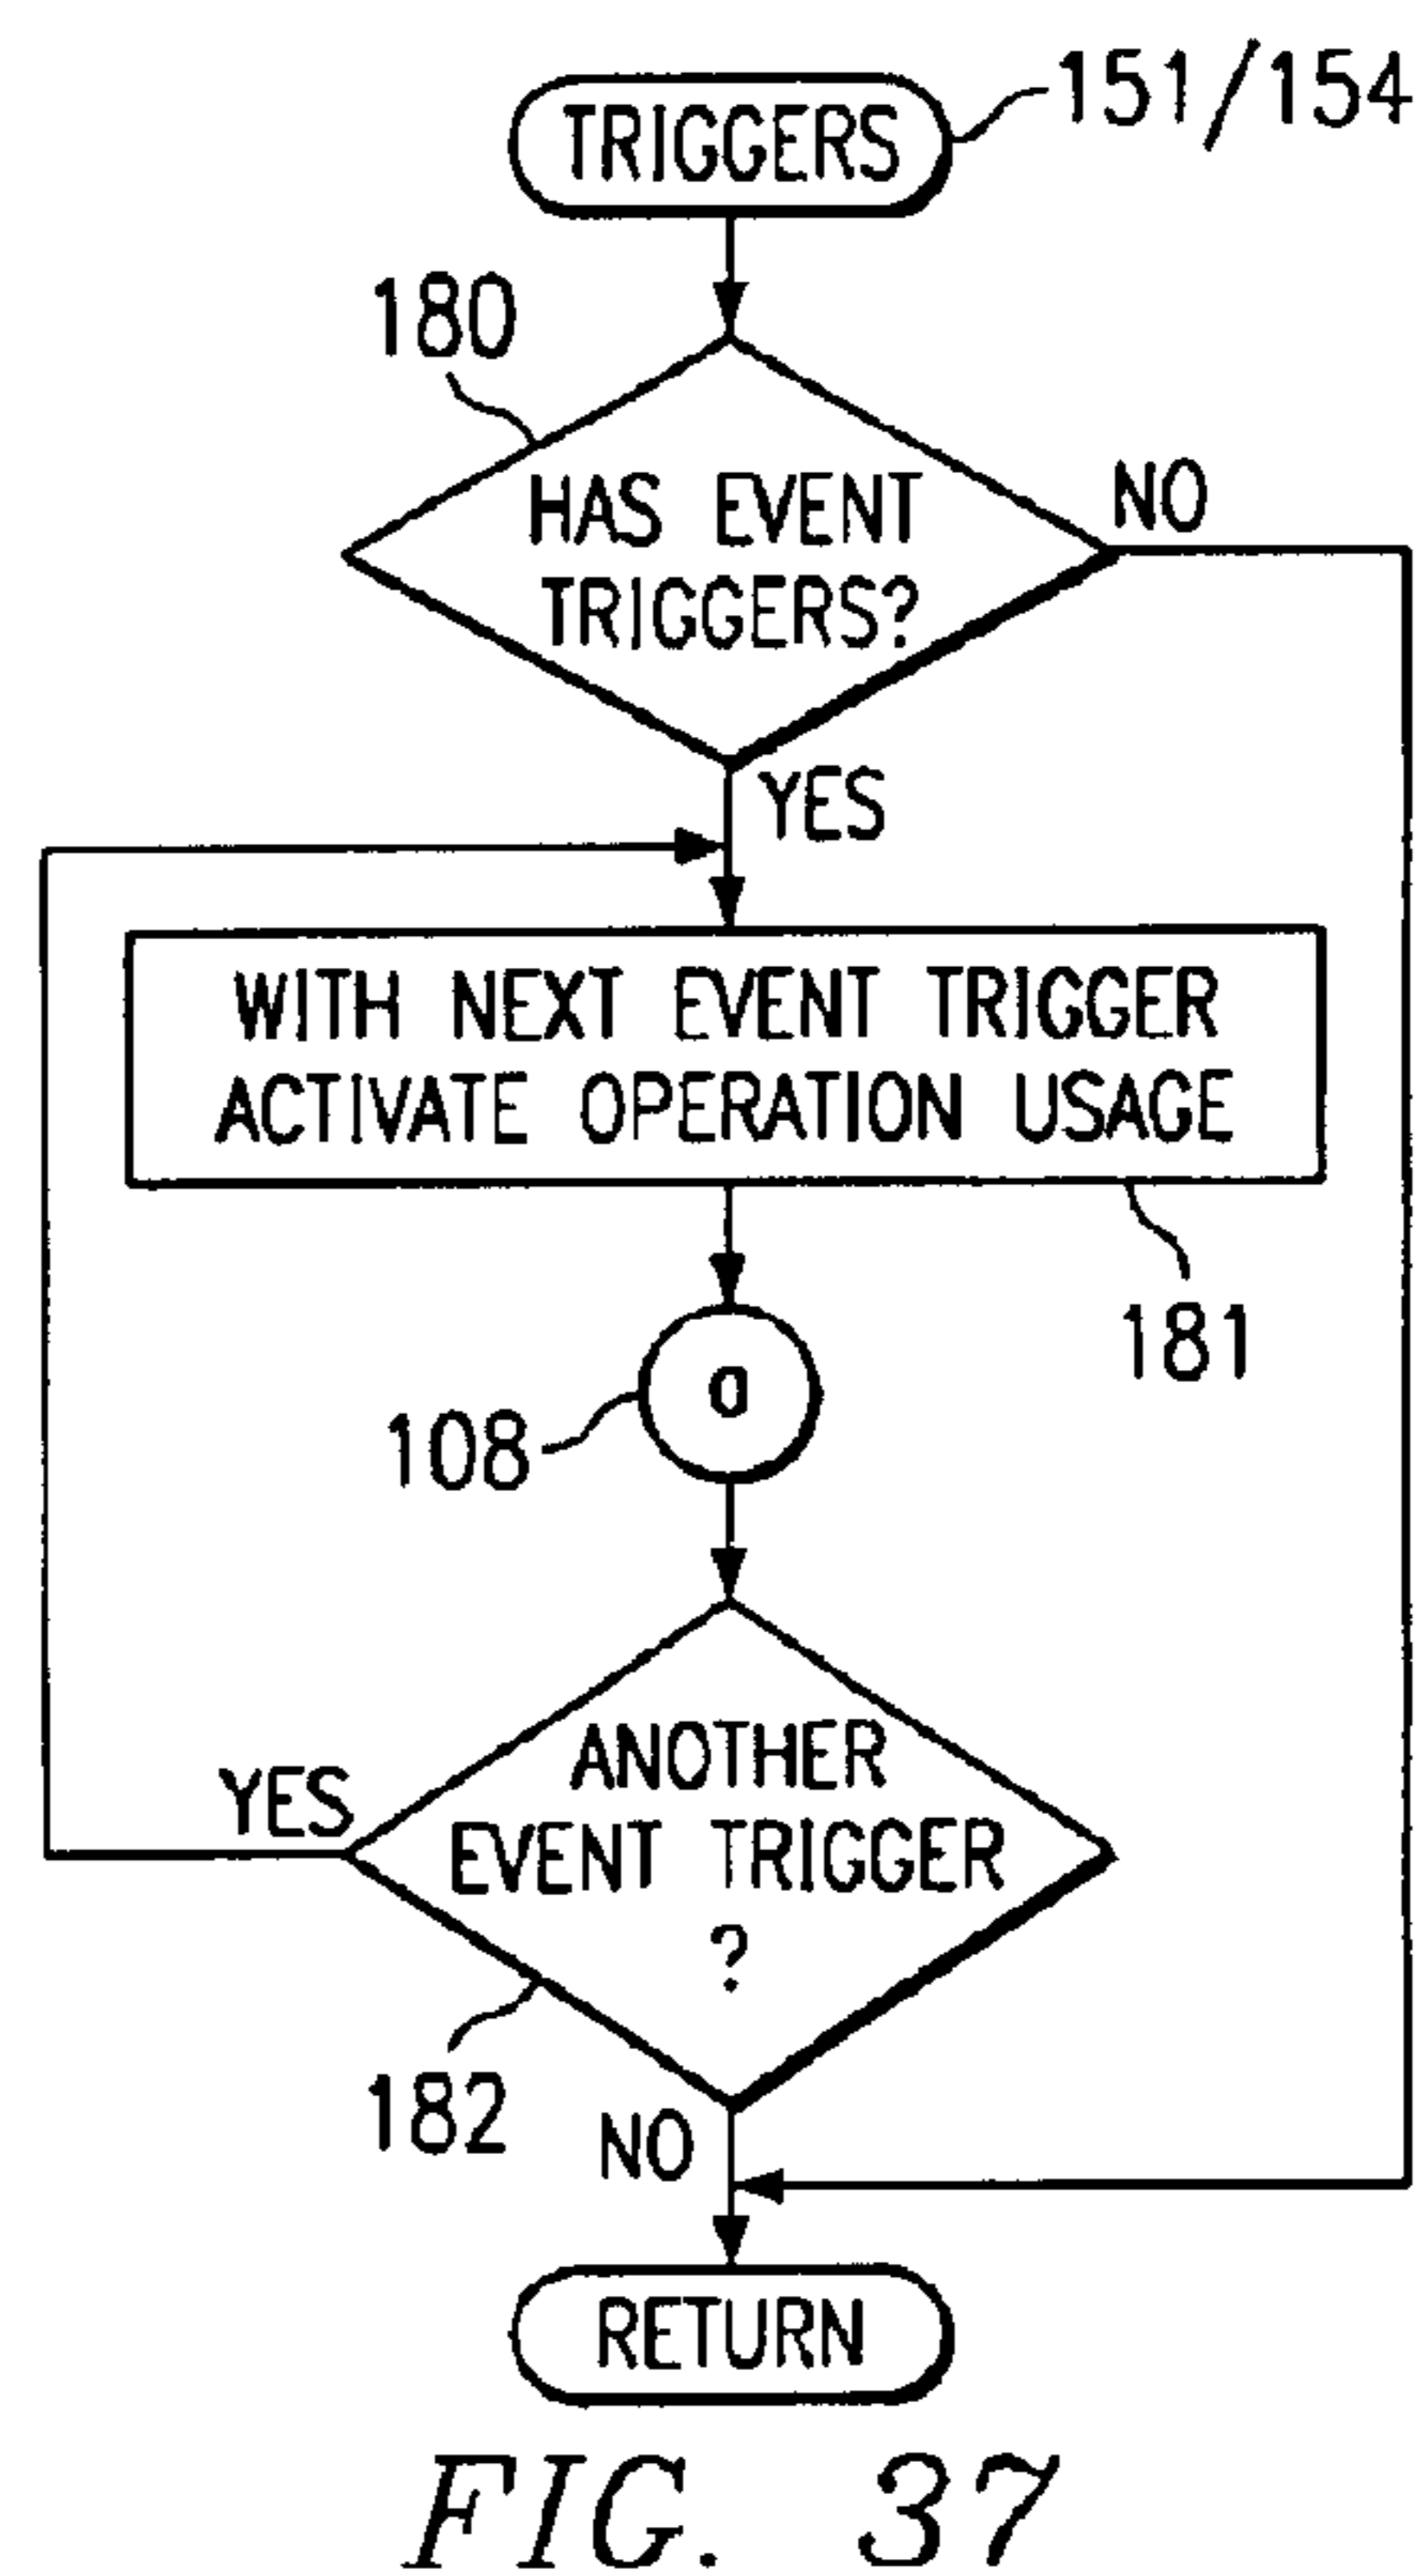 TRIGGERS
151/154
180
HAS EVENT
TRIGGERS?
NO
YES
WITH NEXT EVENT TRIGGER
ACTIVATE OPERATION USAGE
181
O
108
ANOTHER
EVENT TRIGGER
?
YES
182
NO
RETURN
FIG. 37